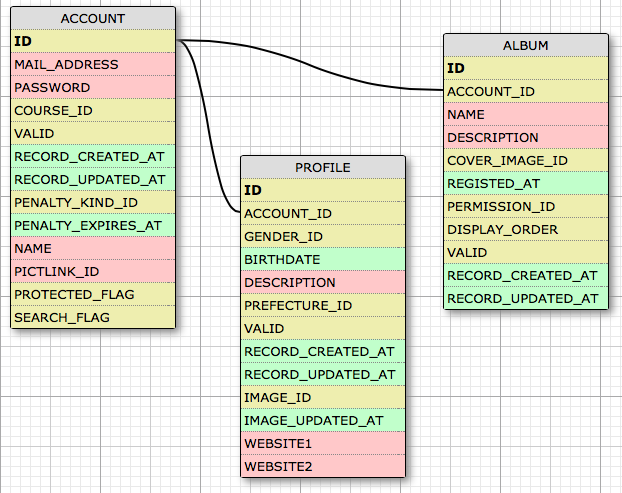 ACCOUNT
ID
MAIL_ADDRESS
PASSWORD
COURSE_ID
VALID
RECORD_CREATED_AT
RECORD_UPDATED_AT
PENALTY_KIND_ID
PENALTY_EXPIRES_AT
NAME
PICTLINK_ID
PROTECTED_FLAG
SEARCH_FLAG
PROFILE
ID
ACCOUNT_ID
GENDER_ID
BIRTHDATE
DESCRIPTION
PREFECTURE_ID
VALID
RECORD_CREATED_AT
RECORD_UPDATED_AT
IMAGE_ID
IMAGE_UPDATED_AT
WEBSITE1
WEBSITE2
ALBUM
ID
ACCOUNT_ID
NAME
DESCRIPTION
COVER_IMAGE_ID
REGISTED_AT
PERMISSION_ID
DISPLAY_ORDER
VALID
RECORD_CREATED_AT
RECORD_UPDATED_AT